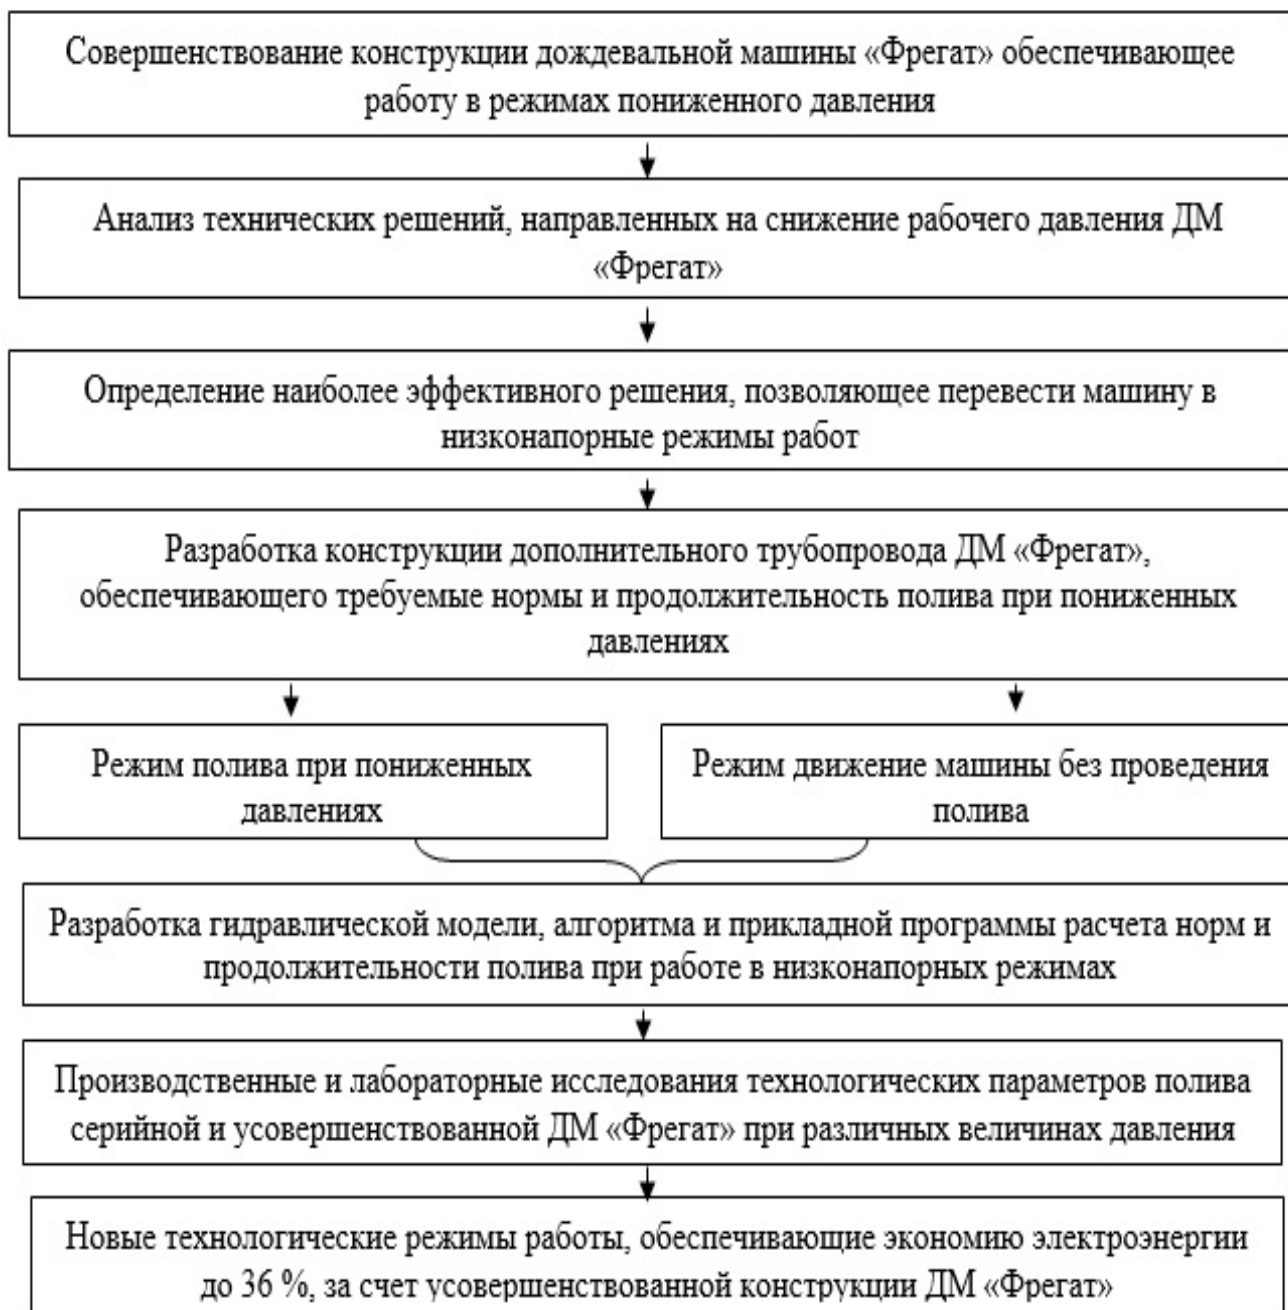 Совершенствование конструкции дождевальной машины «Фрегат» обеспечивающее
работу в режимах пониженного давления
Анализ технических решений, направленных на снижение рабочего давления ДМ
«Фрегат»
Определение наиболее эффективного решения, позволяющее перевести машину в
низконапорные режимы работ
Разработка конструкции дополнительного трубопровода ДМ «Фрегат»,
обеспечивающего требуемые нормы и продолжительность полива при пониженных
давлениях
Режим полива при пониженных
давлениях
Режим движение машины без проведения
полива
Разработка гидравлической модели, алгоритма и прикладной программы расчета норм и
продолжительности полива при работе в низконапорных режимах
Производственные и лабораторные исследования технологических параметров полива
серийной и усовершенствованной ДМ «Фрегат» при различных величинах давления
Новые технологические режимы работы, обеспечивающие экономию электроэнергии
до 36 %, за счет усовершенствованной конструкции ДМ «Фрегат»